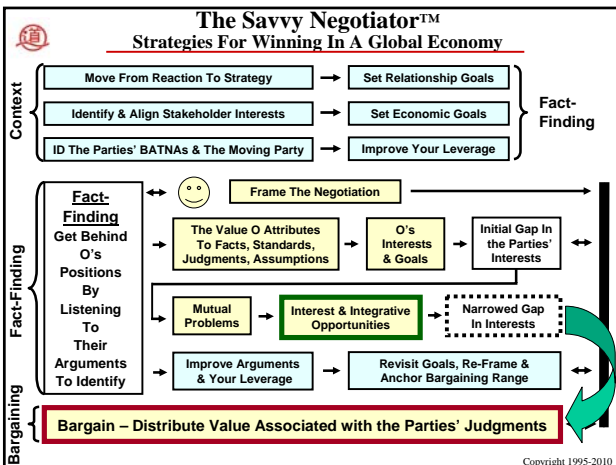 The Savvy Negotiator™
道
Strategies For Winning In A Global Economy
Context
Move From Reaction To Strategy
Set Relationship Goals
Identify & Align Stakeholder Interests
Set Economic Goals
ID The Parties' BATNAs & The Moving Party
Improve Your Leverage
Fact-
Finding
Fact-Finding
Fact-
Finding
Get Behind
O's
Positions
By
Listening
To
Their
Arguments
To Identify
Frame The Negotiation
The Value O Attributes
To Facts, Standards,
Judgments, Assumptions
O's
Interests
& Goals
Initial Gap In
the Parties'
Interests
Mutual
Problems
Interest & Integrative
Opportunities
Narrowed Gap
In Interests
Improve Arguments
& Your Leverage
Revisit Goals, Re-Frame &
Anchor Bargaining Range
Bargaining
Bargain – Distribute Value Associated with the Parties' Judgments
Copyright 1995-2010